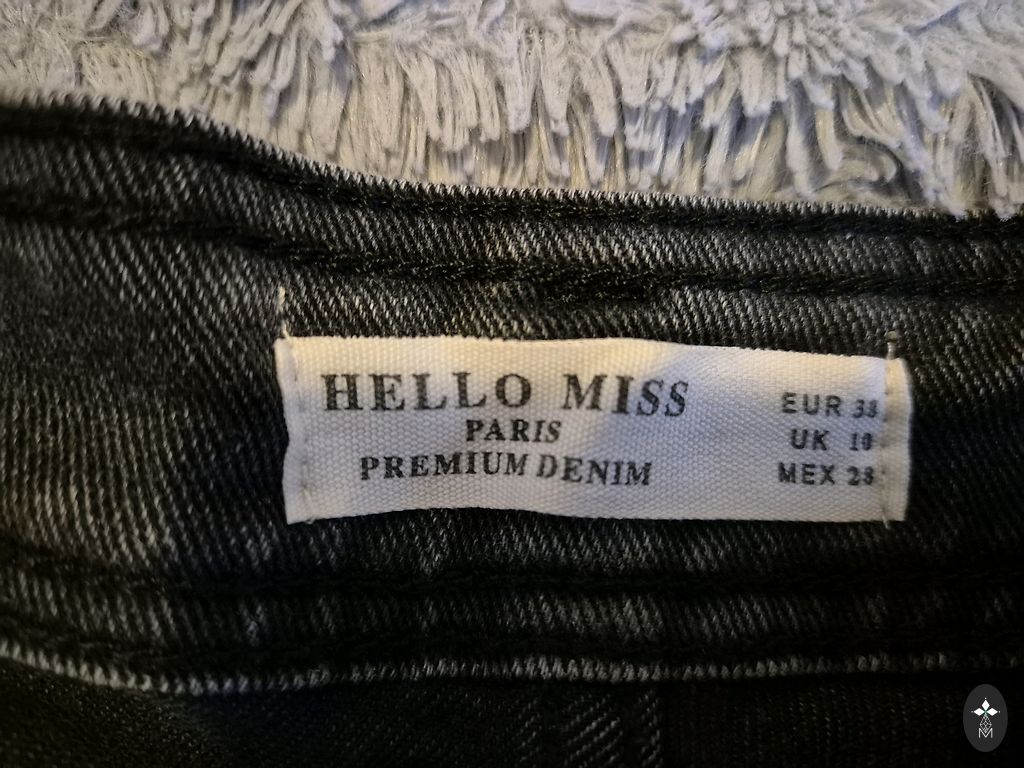 HELLO MISS
PARIS
PREMIUM DENIM
EUR 38
UK 10
MEX 28
M